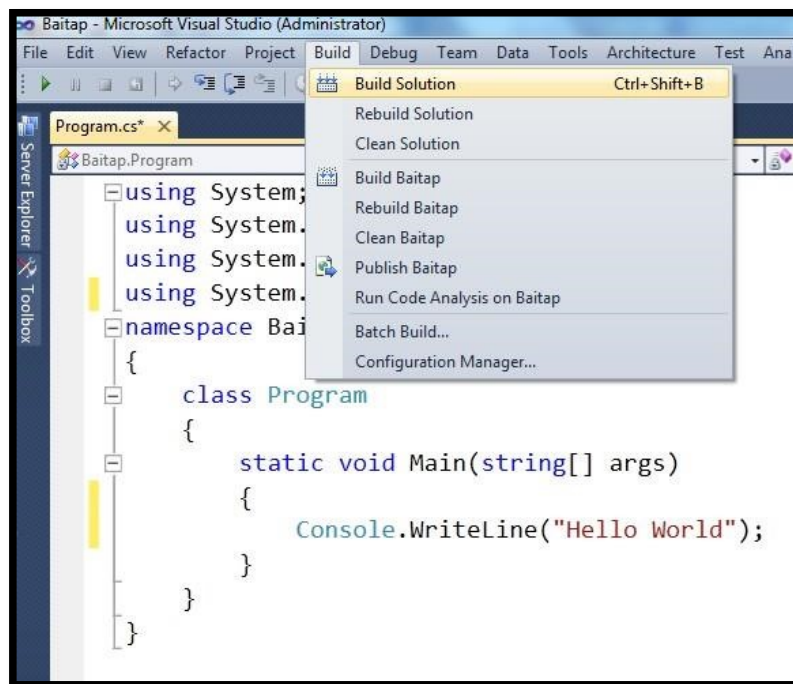 Baitap - Microsoft Visual Studio (Administrator)
File Edit View Refactor Project Build Debug Team Data Tools Architecture Test Ana
Build Solution Ctrl+Shift+B
Rebuild Solution
Clean Solution
Build Baitap
Rebuild Baitap
Clean Baitap
Publish Baitap
Run Code Analysis on Baitap
Batch Build...
Configuration Manager...
Server Explorer
Toolbox
Program.cs*
Baitap.Program
using System;
using System.
using System.
using System.
namespace Bai
{
class Program
{
static void Main(string[] args)
{
Console.WriteLine("Hello World");
}
}
}